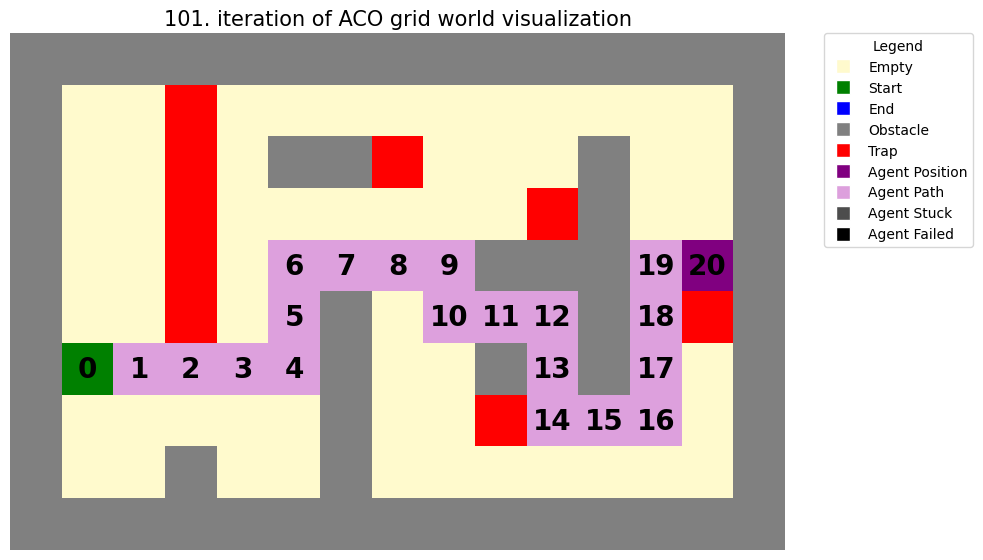 101. iteration of ACO grid world visualization
Legend
Empty
Start
End
Obstacle
Trap
Agent Position
Agent Path
Agent Stuck
Agent Failed
6 7 8 9 19 20
5 10 11 12 18
0 1 2 3 4 13 17
14 15 16